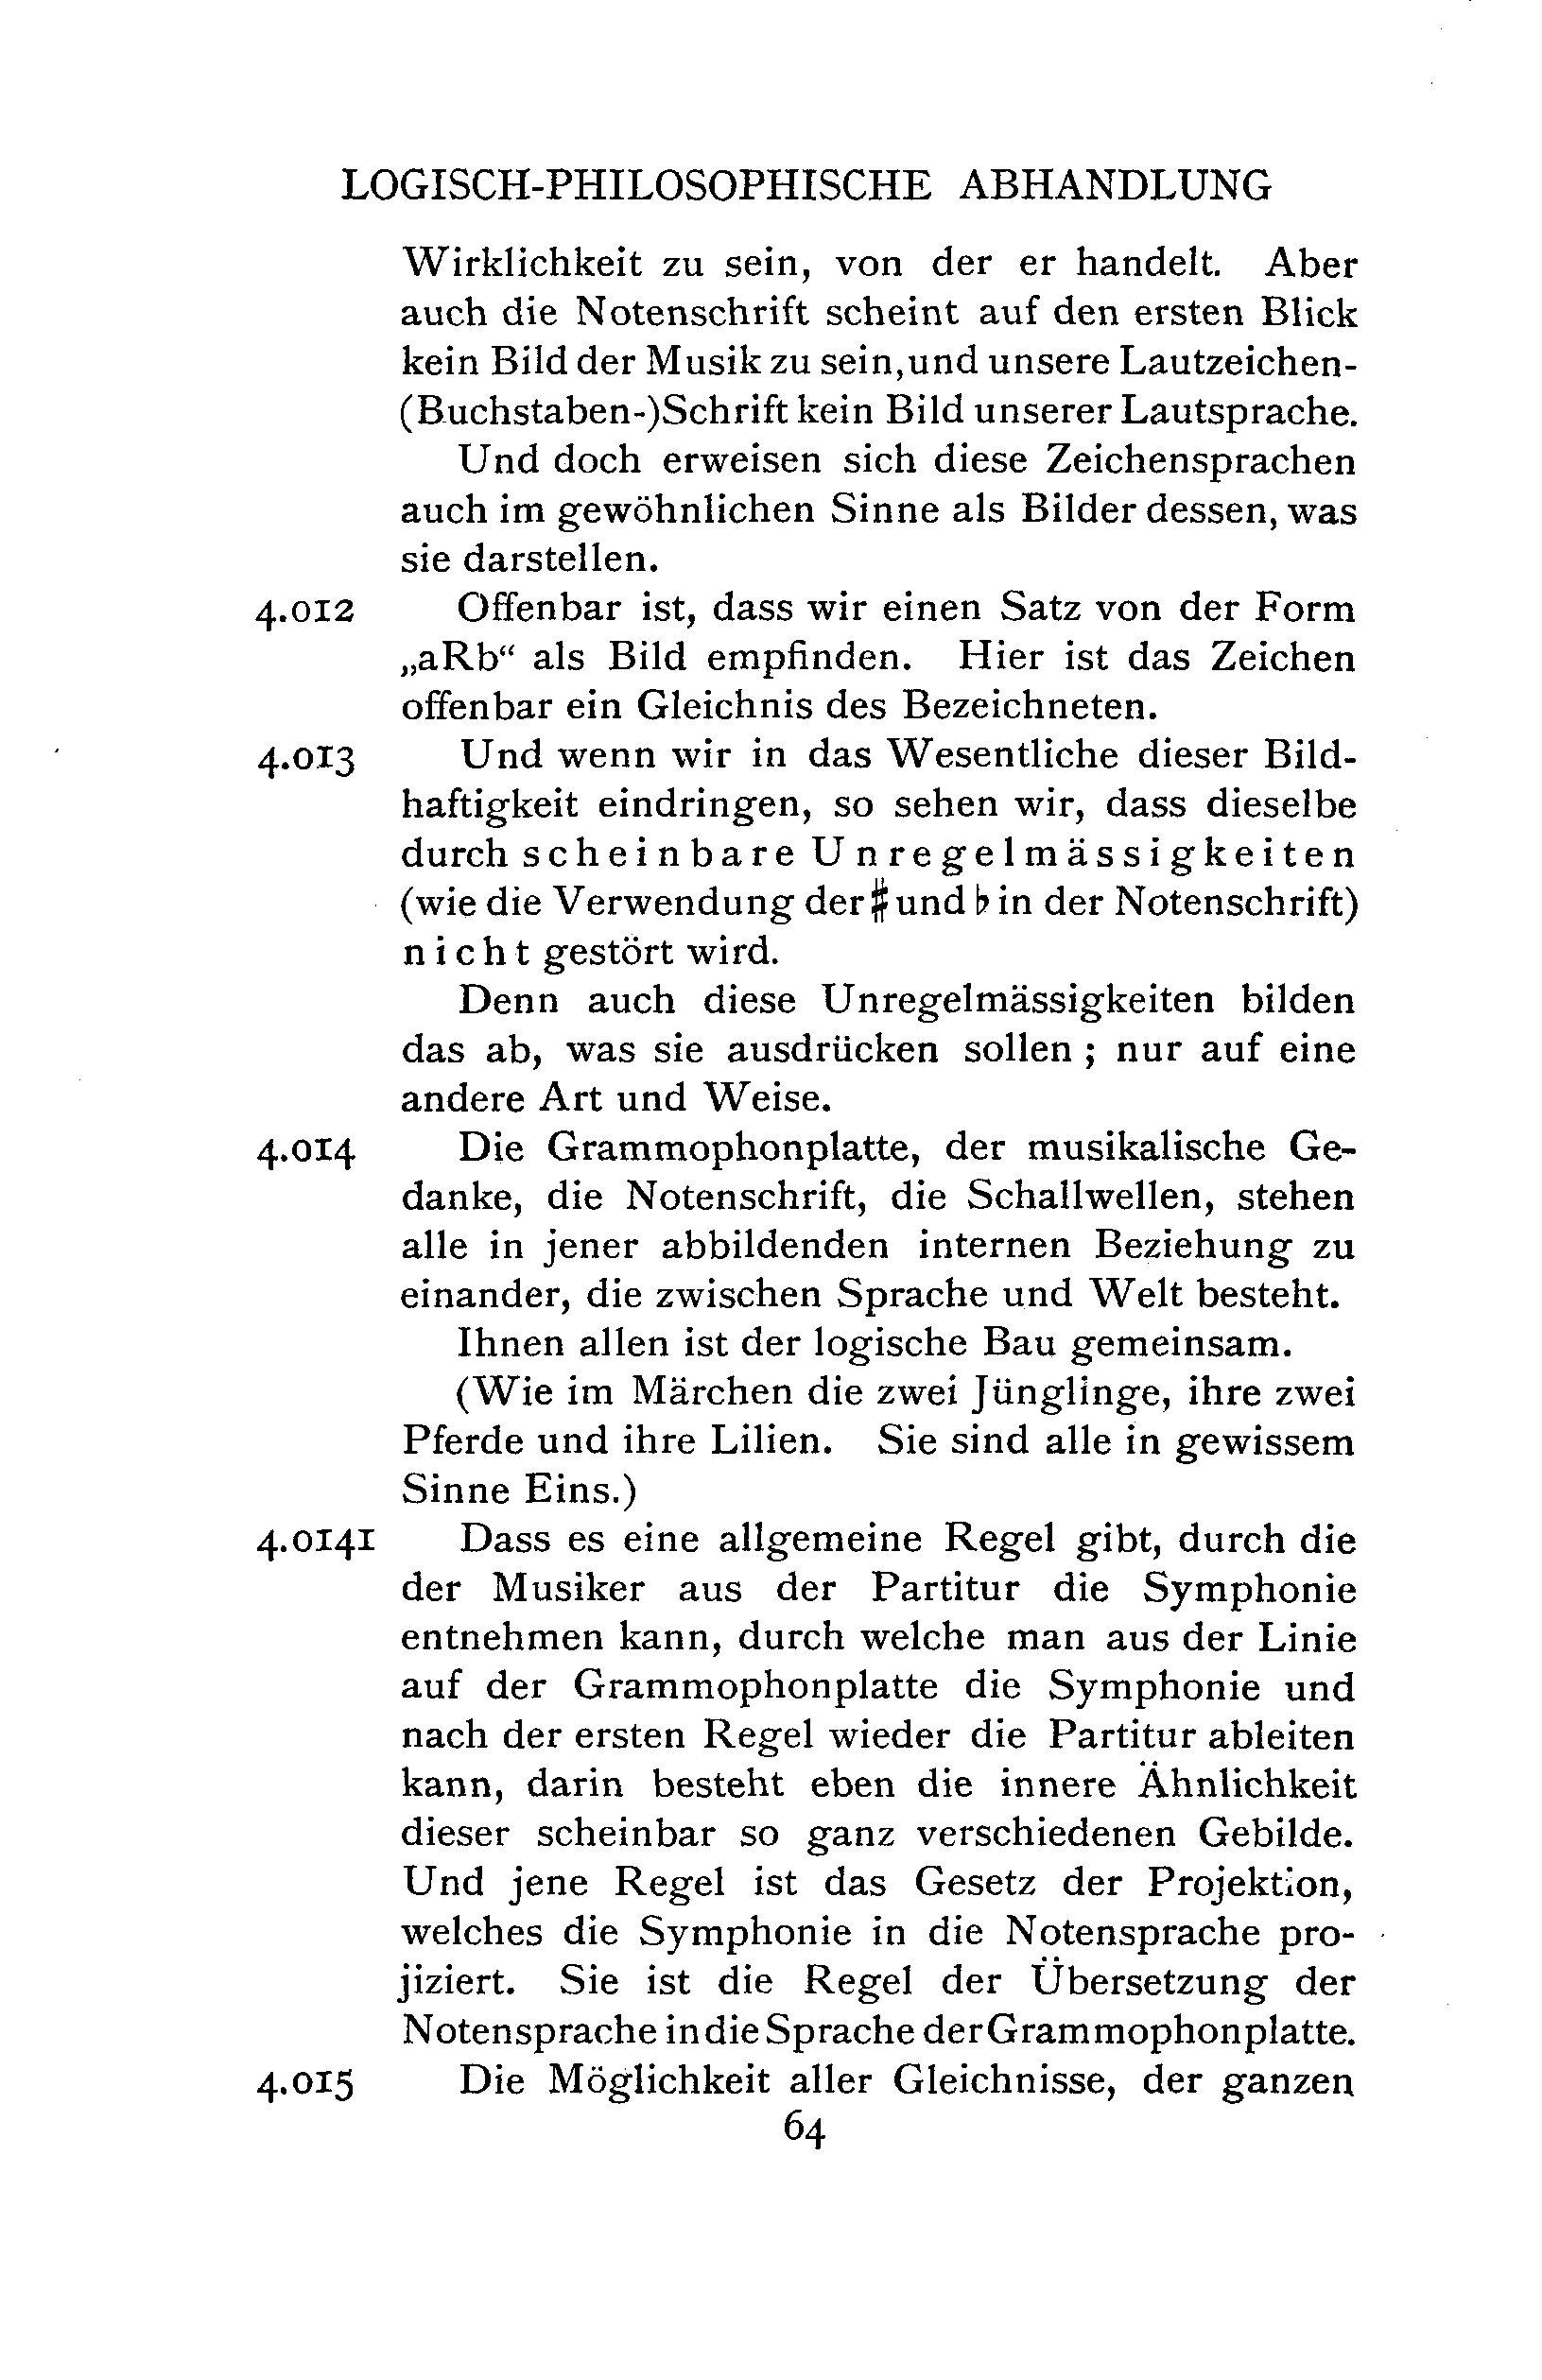 LOGISCH-PHILOSOPHISCHE ABHANDLUNG
Wirklichkeit zu sein, von der er handelt. Aber
auch die Notenschrift scheint auf den ersten Blick
kein Bild der Musik zu sein, und unsere Lautzeichen-
(Buchstaben-)Schrift kein Bild unserer Lautsprache.
Und doch erweisen sich diese Zeichensprachen
auch im gewöhnlichen Sinne als Bilder dessen, was
sie darstellen.
4.012 Offenbar ist, dass wir einen Satz von der Form
„aRb“ als Bild empfinden. Hier ist das Zeichen
offenbar ein Gleichnis des Bezeichneten.
4.013 Und wenn wir in das Wesentliche dieser Bild-
haftigkeit eindringen, so sehen wir, dass dieselbe
durch scheinbare Unregelmässigkeiten
(wie die Verwendung der ♯ und ♭ in der Notenschrift)
nicht gestört wird.
Denn auch diese Unregelmässigkeiten bilden
das ab, was sie ausdrücken sollen; nur auf eine
andere Art und Weise.
4.014 Die Grammophonplatte, der musikalische Ge-
danke, die Notenschrift, die Schallwellen, stehen
alle in jener abbildenden internen Beziehung zu
einander, die zwischen Sprache und Welt besteht.
Ihnen allen ist der logische Bau gemeinsam.
(Wie im Märchen die zwei Jünglinge, ihre zwei
Pferde und ihre Lilien. Sie sind alle in gewissem
Sinne Eins.)
4.0141 Dass es eine allgemeine Regel gibt, durch die
der Musiker aus der Partitur die Symphonie
entnehmen kann, durch welche man aus der Linie
auf der Grammophonplatte die Symphonie und
nach der ersten Regel wieder die Partitur ableiten
kann, darin besteht eben die innere Ähnlichkeit
dieser scheinbar so ganz verschiedenen Gebilde.
Und jene Regel ist das Gesetz der Projektion,
welches die Symphonie in die Notensprache pro-
jiziert. Sie ist die Regel der Übersetzung der
Notensprache in die Sprache der Grammophonplatte.
4.015 Die Möglichkeit aller Gleichnisse, der ganzen
64